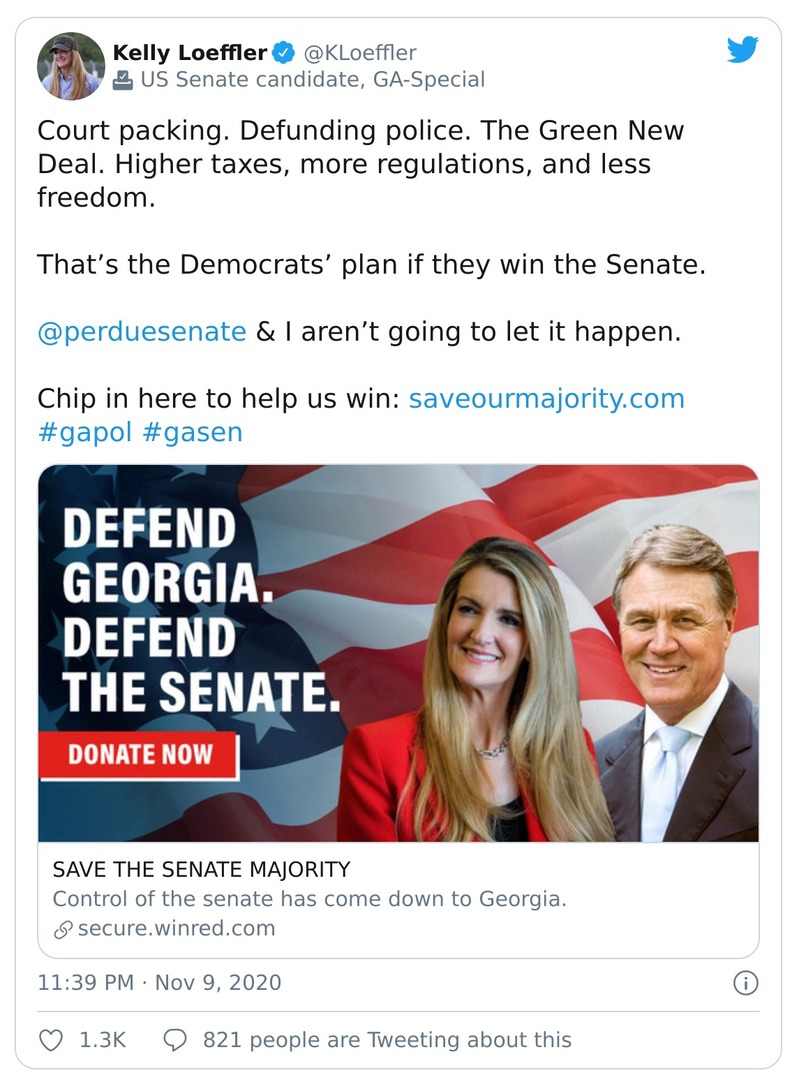 Kelly Loeffler @KLoeffler
US Senate candidate, GA-Special
Court packing. Defunding police. The Green New
Deal. Higher taxes, more regulations, and less
freedom.
That’s the Democrats’ plan if they win the Senate.
@perduesenate & I aren’t going to let it happen.
Chip in here to help us win: saveourmajority.com
#gapol #gasen
DEFEND
GEORGIA.
DEFEND
THE SENATE.
DONATE NOW
SAVE THE SENATE MAJORITY
Control of the senate has come down to Georgia.
secure.winred.com
11:39 PM · Nov 9, 2020
1.3K 821 people are Tweeting about this